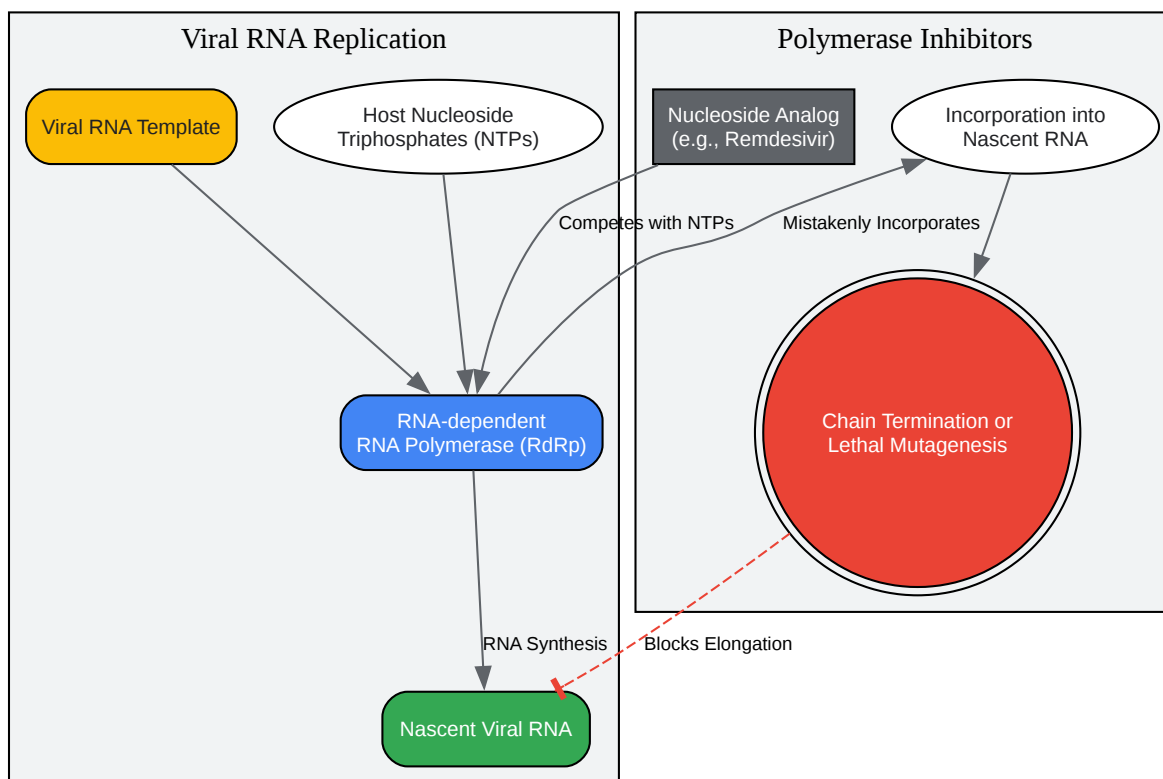 Viral RNA Replication
Polymerase Inhibitors
Viral RNA Template
Host Nucleoside
Triphosphates (NTPs)
Nucleoside Analog
(e.g., Remdesivir)
Incorporation into
Nascent RNA
Competes with NTPs
Mistakenly Incorporates
RNA-dependent
RNA Polymerase (RdRp)
Chain Termination or
Lethal Mutagenesis
RNA Synthesis
Blocks Elongation
Nascent Viral RNA